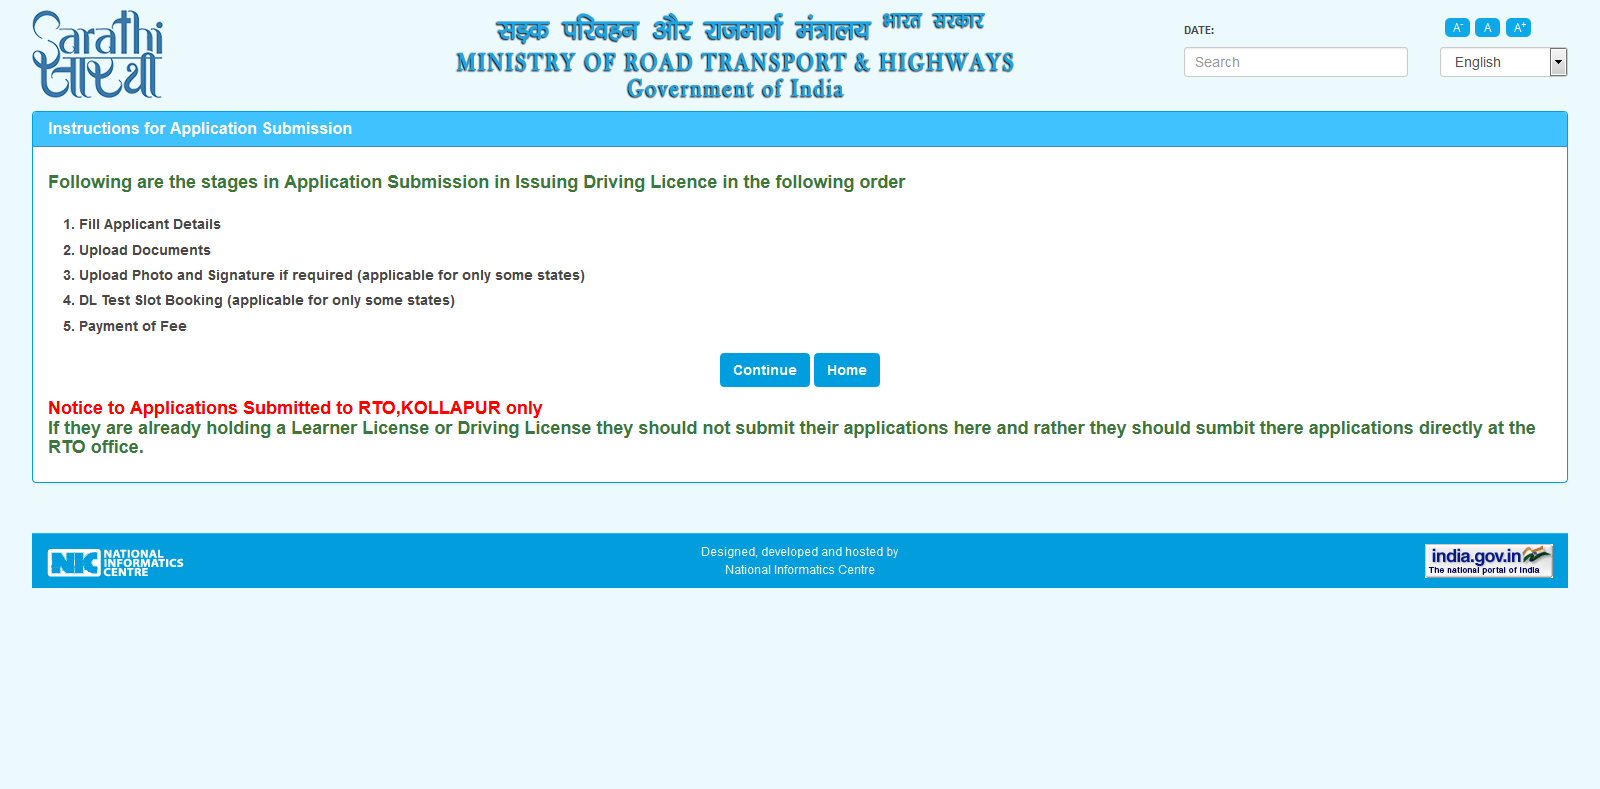 Sarathi
सारथी
सड़क परिवहन और राजमार्ग मंत्रालय भारत सरकार
MINISTRY OF ROAD TRANSPORT & HIGHWAYS
Government of India
DATE:
A- A A+
Search
English
Instructions for Application Submission
Following are the stages in Application Submission in Issuing Driving Licence in the following order
1. Fill Applicant Details
2. Upload Documents
3. Upload Photo and Signature if required (applicable for only some states)
4. DL Test Slot Booking (applicable for only some states)
5. Payment of Fee
Continue Home
Notice to Applications Submitted to RTO,KOLLAPUR only
If they are already holding a Learner License or Driving License they should not submit their applications here and rather they should sumbit there applications directly at the
RTO office.
NIC NATIONAL
INFORMATICS
CENTRE
Designed, developed and hosted by
National Informatics Centre
india.gov.in
The national portal of India